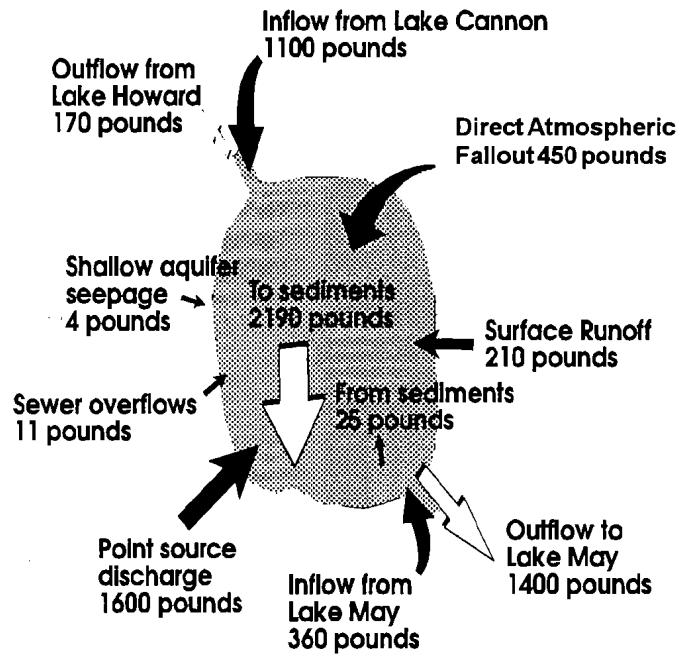 Inflow from Lake Cannon
1100 pounds
Outflow from
Lake Howard
170 pounds
Direct Atmospheric
Fallout 450 pounds
Shallow aquifer
seepage
4 pounds
To sediments
2190 pounds
Surface Runoff
210 pounds
Sewer overflows
11 pounds
From sediments
25 pounds
Point source
discharge
1600 pounds
Inflow from
Lake May
360 pounds
Outflow to
Lake May
1400 pounds